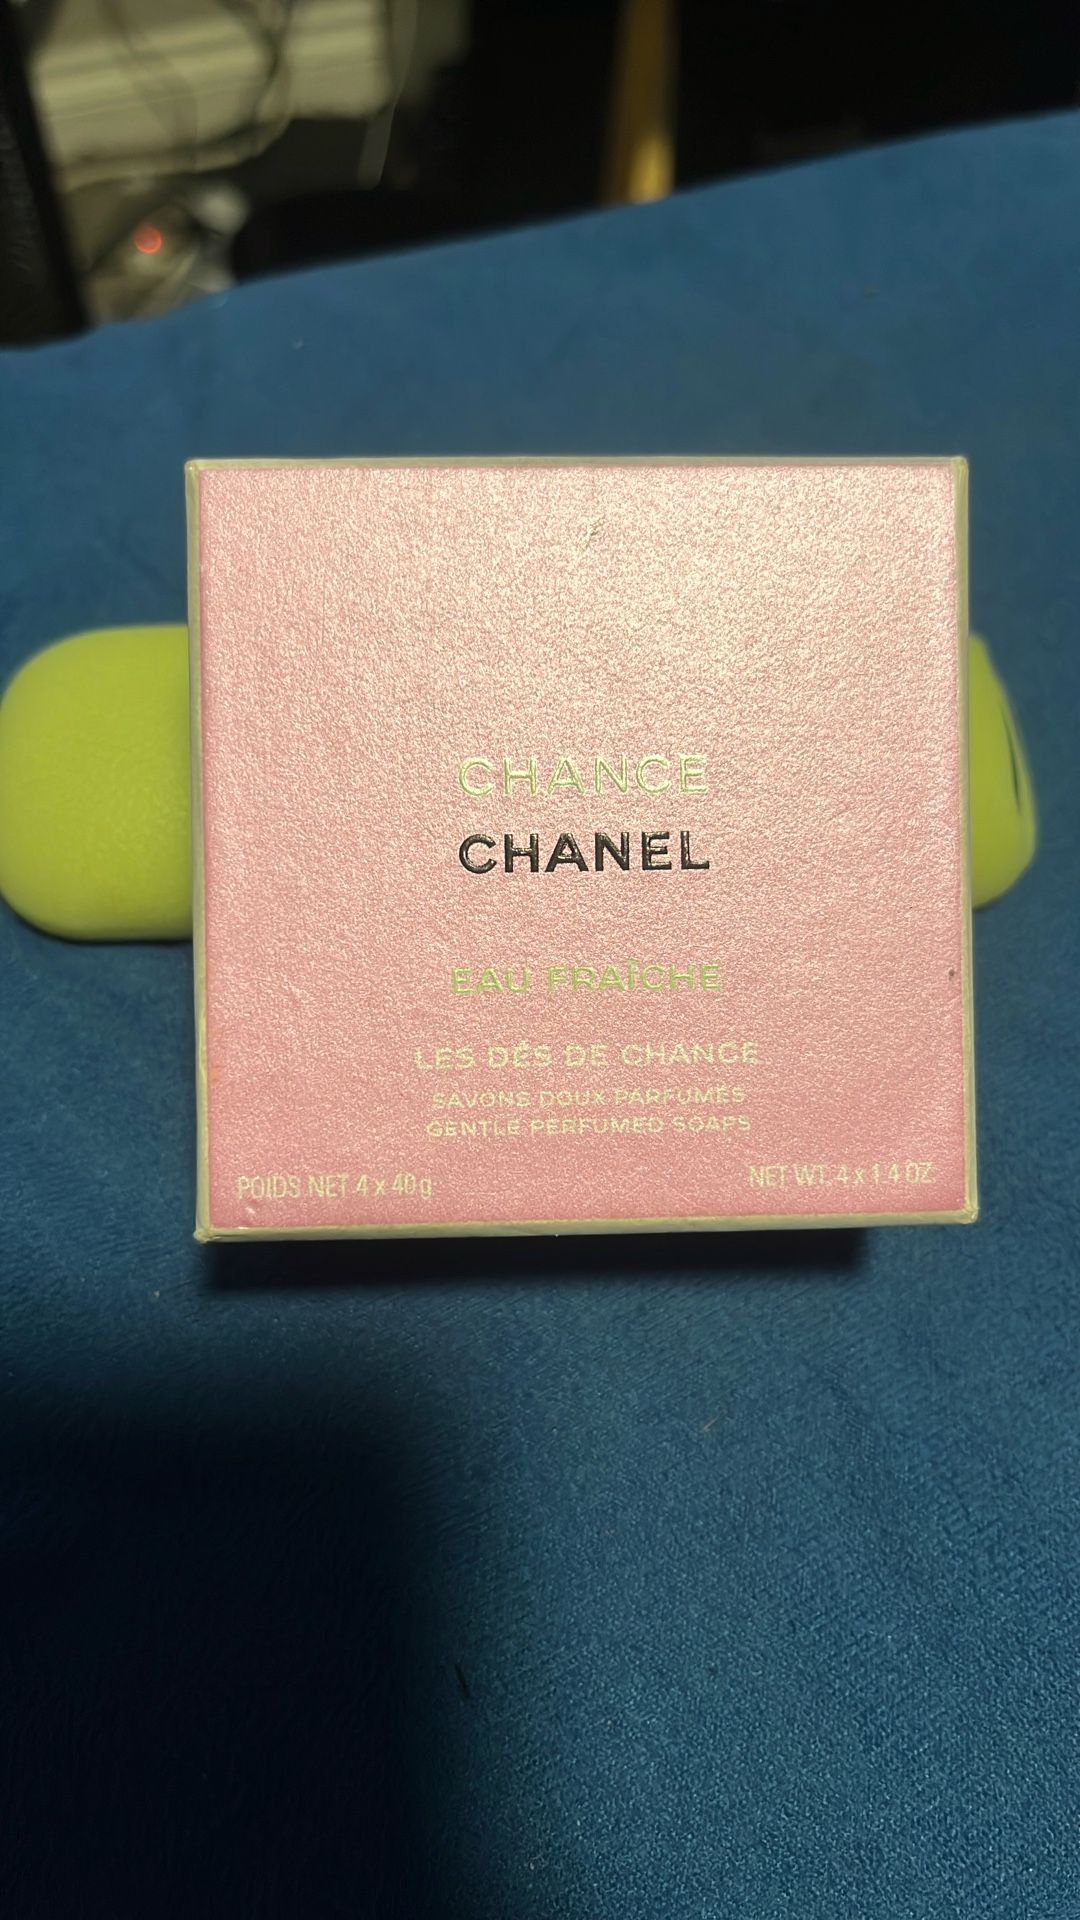 CHANCE
CHANEL
EAU FRAÎCHE
LES DÉS DE CHANCE
SAVONS DOUX PARFUMÉS
GENTLE PERFUMED SOAPS
POIDS NET 4 x 40 g
NET WT. 4 x 1.4 OZ.